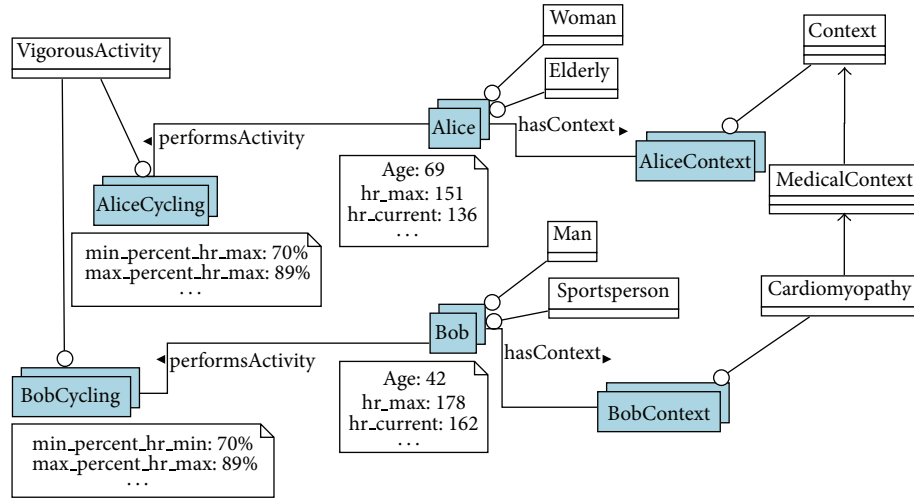 Woman
Context
VigorousActivity
Elderly
Alice
performsActivity
hasContext
AliceContext
Age: 69
hr_max: 151
hr_current: 136
...
MedicalContext
AliceCycling
min_percent_hr_max: 70%
max_percent_hr_max: 89%
...
Man
Sportsperson
Cardiomyopathy
Bob
performsActivity
hasContext
Age: 42
hr_max: 178
hr_current: 162
...
BobCycling
BobContext
min_percent_hr_min: 70%
max_percent_hr_max: 89%
...